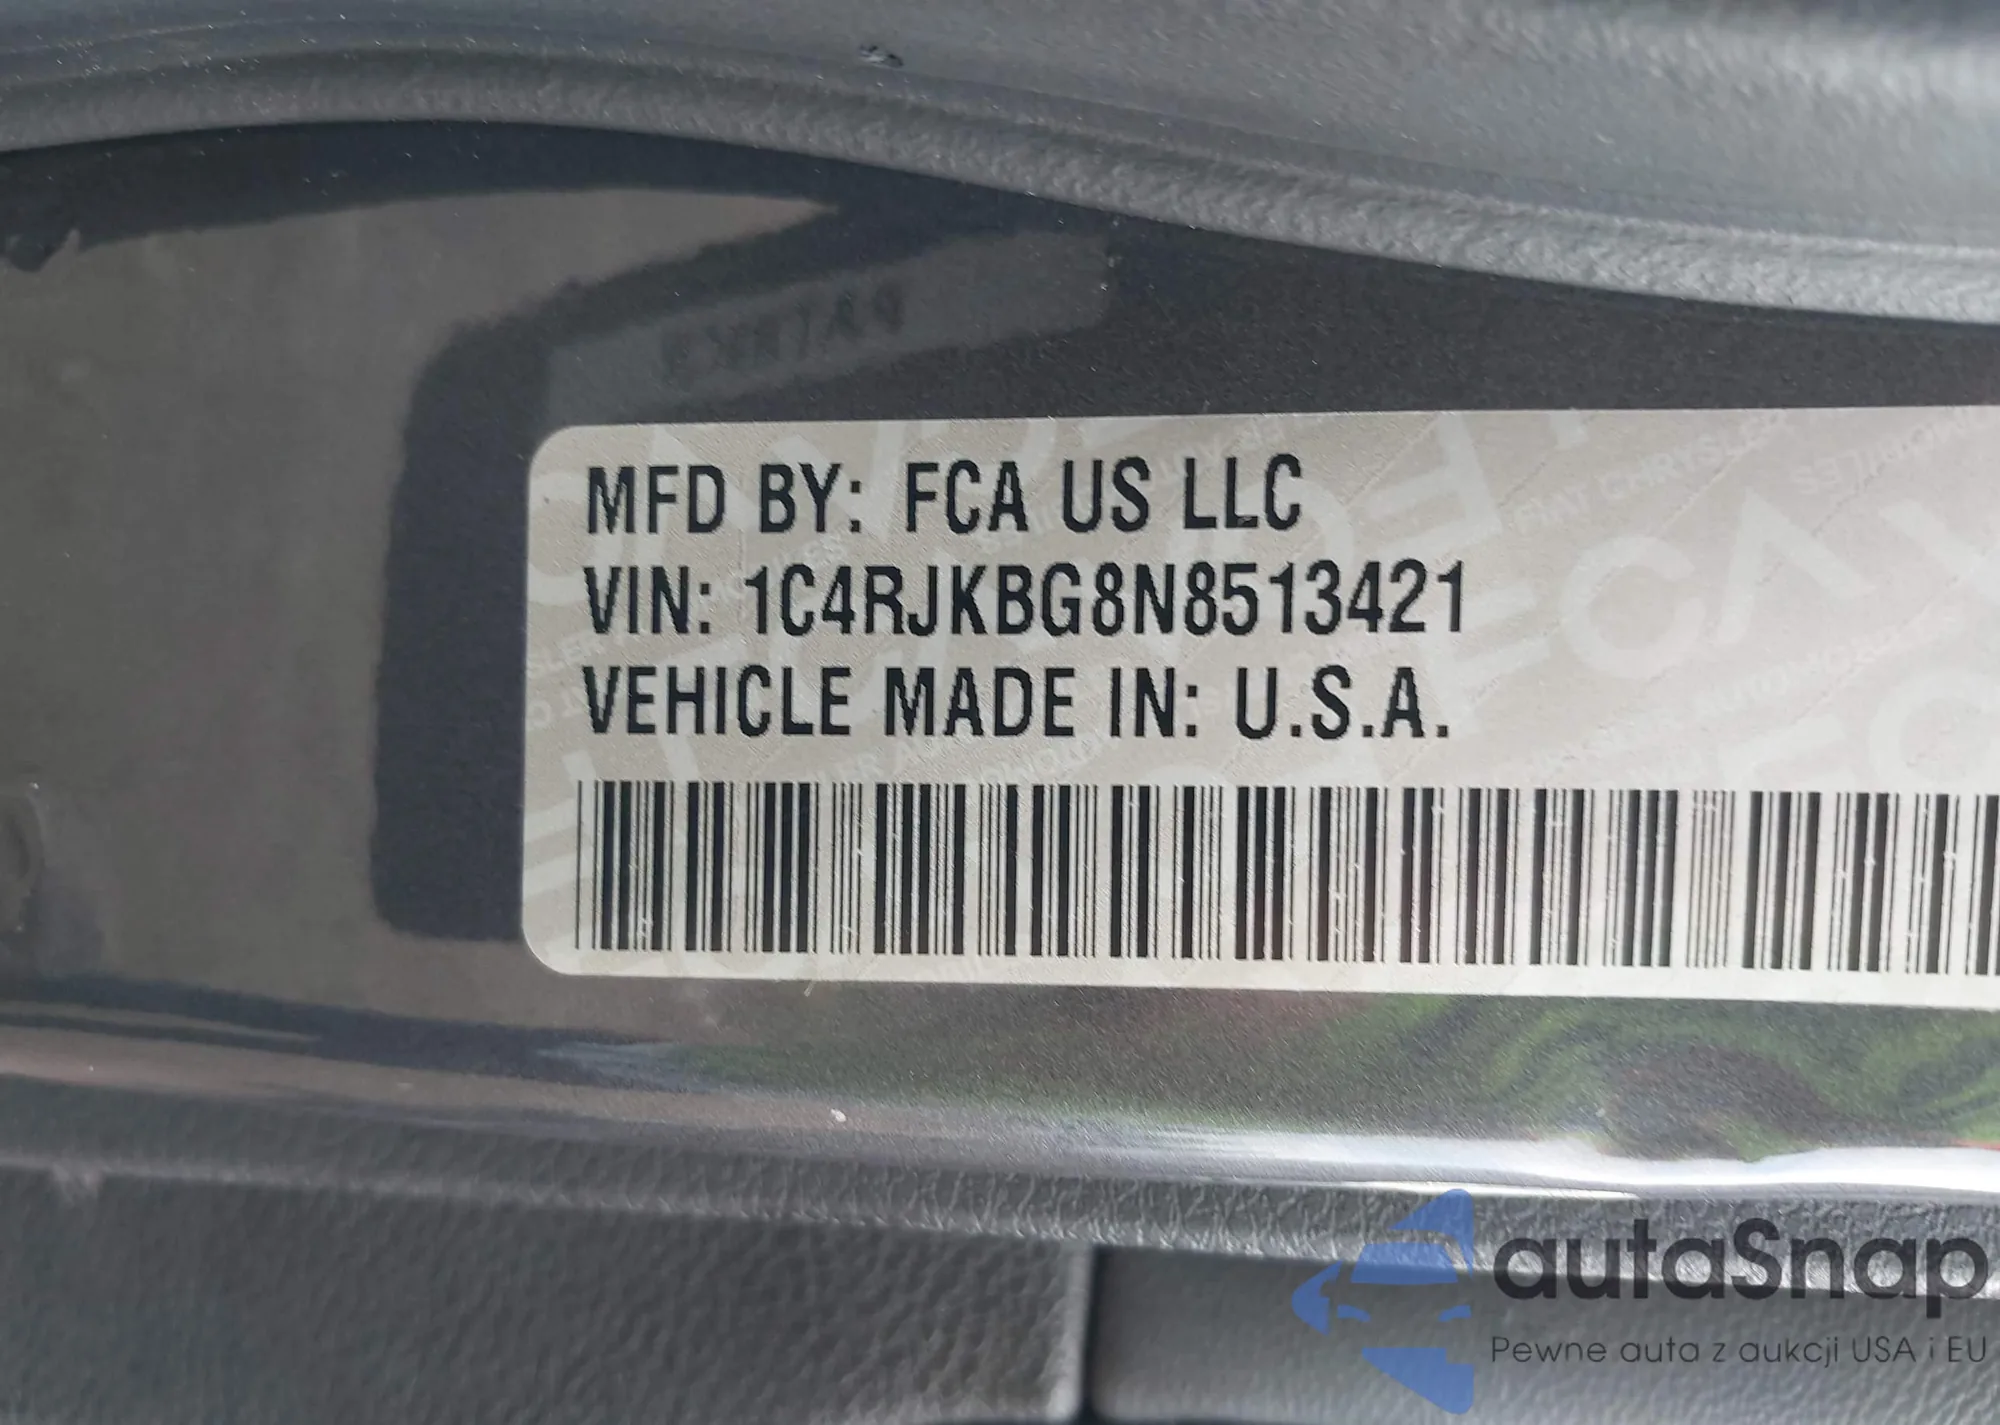 MFD BY: FCA US LLC
VIN: 1C4RJKBG8N8513421
VEHICLE MADE IN: U.S.A.
autaSnap
Pewne auta z aukcji USA i EU